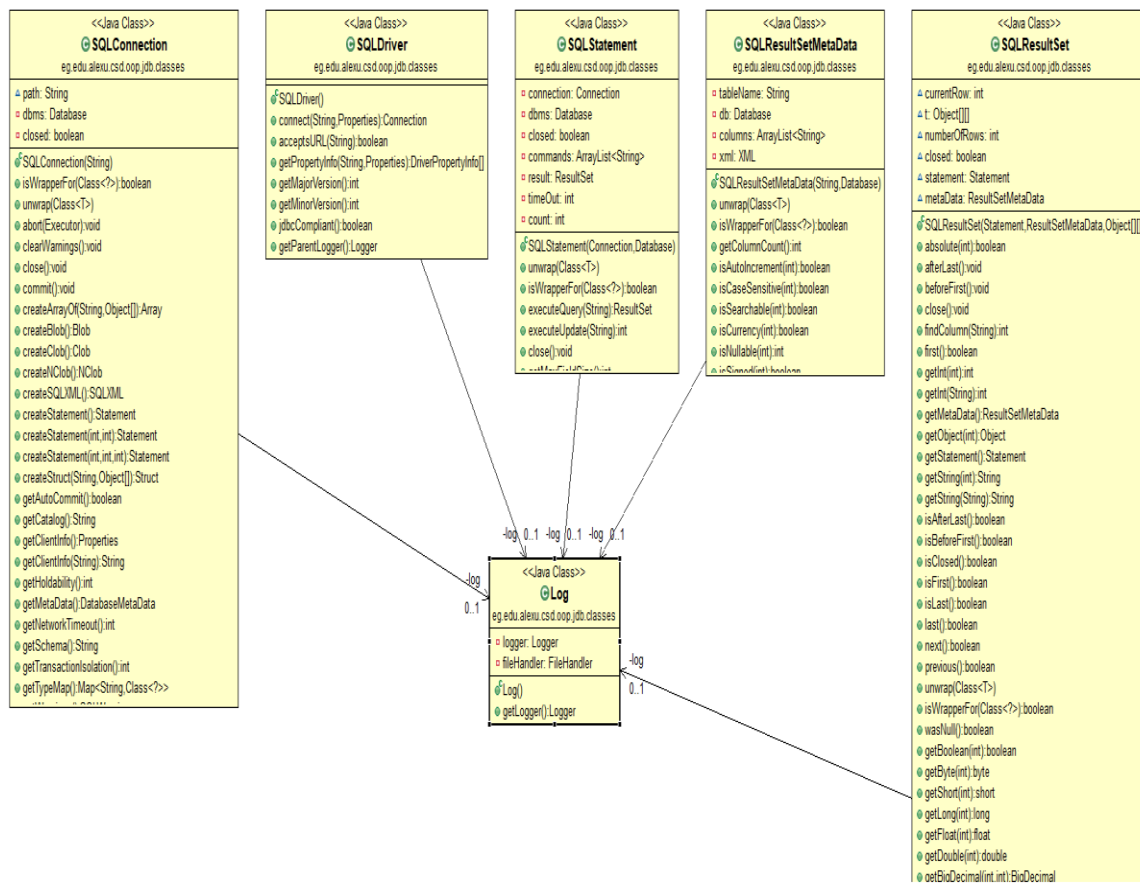 <<Java Class>>
SQLConnection
eg.edu.alexu.csd.oop.jdb.classes
path: String
dbms: Database
closed: boolean
SQLConnection(String)
isWrapperFor(Class<?>):boolean
unwrap(Class<T>)
abort(Executor):void
clearWarnings():void
close():void
commit():void
createArrayOf(String,Object[]):Array
createBlob():Blob
createClob():Clob
createNClob():NClob
createSQLXML():SQLXML
createStatement():Statement
createStatement(int,int):Statement
createStatement(int,int,int):Statement
createStruct(String,Object[]):Struct
getAutoCommit():boolean
getCatalog():String
getClientInfo():Properties
getClientInfo(String):String
getHoldability():int
getMetaData():DatabaseMetaData
getNetworkTimeout():int
getSchema():String
getTransactionIsolation():int
getTypeMap():Map<String,Class<?>>
<<Java Class>>
SQLDriver
eg.edu.alexu.csd.oop.jdb.classes
SQLDriver()
connect(String,Properties):Connection
acceptsURL(String):boolean
getPropertyInfo(String,Properties):DriverPropertyInfo[]
getMajorVersion():int
getMinorVersion():int
jdbcCompliant():boolean
getParentLogger():Logger
<<Java Class>>
SQLStatement
eg.edu.alexu.csd.oop.jdb.classes
connection: Connection
dbms: Database
closed: boolean
commands: ArrayList<String>
result: ResultSet
timeOut: int
count: int
SQLStatement(Connection,Database)
unwrap(Class<T>)
isWrapperFor(Class<?>):boolean
executeQuery(String):ResultSet
executeUpdate(String):int
close():void
getMaxFieldSize():int
<<Java Class>>
SQLResultSetMetaData
eg.edu.alexu.csd.oop.jdb.classes
tableName: String
db: Database
columns: ArrayList<String>
xml: XML
SQLResultSetMetaData(String,Database)
unwrap(Class<T>)
isWrapperFor(Class<?>):boolean
getColumnCount():int
isAutoIncrement(int):boolean
isCaseSensitive(int):boolean
isSearchable(int):boolean
isCurrency(int):boolean
isNullable(int):int
isSigned(int):boolean
<<Java Class>>
SQLResultSet
eg.edu.alexu.csd.oop.jdb.classes
currentRow: int
t: Object[][]
numberOfRows: int
closed: boolean
statement: Statement
metaData: ResultSetMetaData
SQLResultSet(Statement,ResultSetMetaData,Object[][]
absolute(int):boolean
afterLast():void
beforeFirst():void
close():void
findColumn(String):int
first():boolean
getInt(int):int
getInt(String):int
getMetaData():ResultSetMetaData
getObject(int):Object
getStatement():Statement
getString(int):String
getString(String):String
isAfterLast():boolean
isBeforeFirst():boolean
isClosed():boolean
isFirst():boolean
isLast():boolean
last():boolean
next():boolean
previous():boolean
unwrap(Class<T>)
isWrapperFor(Class<?>):boolean
wasNull():boolean
getBoolean(int):boolean
getByte(int):byte
getShort(int):short
getLong(int):long
getFloat(int):float
getDouble(int):double
getBigDecimal(int,int):BigDecimal
-log 0..1
-log 0..1
-log 0..1
-log
0..1
-log
0..1
<<Java Class>>
Log
eg.edu.alexu.csd.oop.jdb.classes
logger: Logger
fileHandler: FileHandler
Log()
getLogger():Logger